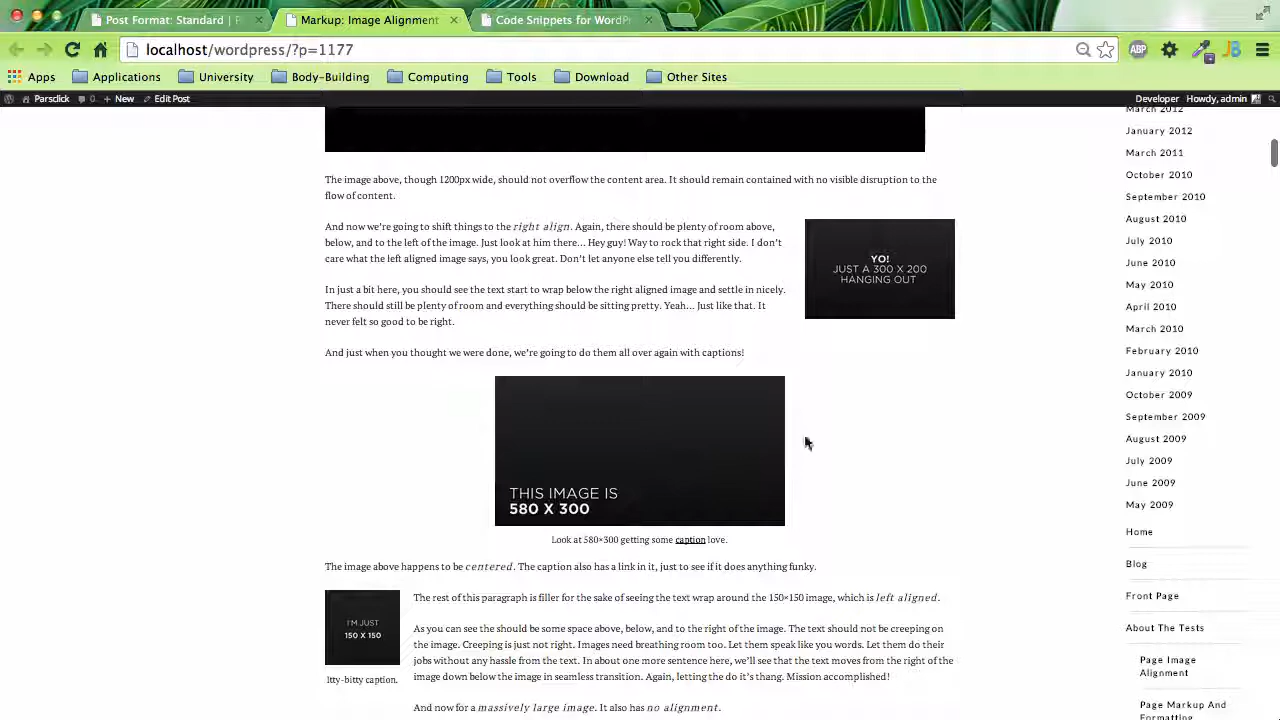 Post Format: Standard | P
Markup: Image Alignment
Code Snippets for WordPr
localhost/wordpress/?p=1177
ABP
JB
Apps
Applications
University
Body-Building
Computing
Tools
Download
Other Sites
Parsclick
0
New
Edit Post
Developer
Howdy, admin
The image above, though 1200px wide, should not overflow the content area. It should remain contained with no visible disruption to the
flow of content.
And now we're going to shift things to the right align. Again, there should be plenty of room above,
below, and to the left of the image. Just look at him there… Hey guy! Way to rock that right side. I don't
care what the left aligned image says, you look great. Don't let anyone else tell you differently.
YO!
JUST A 300 X 200
HANGING OUT
In just a bit here, you should see the text start to wrap below the right aligned image and settle in nicely.
There should still be plenty of room and everything should be sitting pretty. Yeah… Just like that. It
never felt so good to be right.
And just when you thought we were done, we're going to do them all over again with captions!
THIS IMAGE IS
580 X 300
Look at 580×300 getting some caption love.
The image above happens to be centered. The caption also has a link in it, just to see if it does anything funky.
I'M JUST
150 X 150
Itty-bitty caption.
The rest of this paragraph is filler for the sake of seeing the text wrap around the 150×150 image, which is left aligned.
As you can see the should be some space above, below, and to the right of the image. The text should not be creeping on
the image. Creeping is just not right. Images need breathing room too. Let them speak like you words. Let them do their
jobs without any hassle from the text. In about one more sentence here, we'll see that the text moves from the right of the
image down below the image in seamless transition. Again, letting the do it's thang. Mission accomplished!
And now for a massively large image. It also has no alignment.
March 2012
January 2012
March 2011
October 2010
September 2010
August 2010
July 2010
June 2010
May 2010
April 2010
March 2010
February 2010
January 2010
October 2009
September 2009
August 2009
July 2009
June 2009
May 2009
Home
Blog
Front Page
About The Tests
Page Image
Alignment
Page Markup And
Formatting